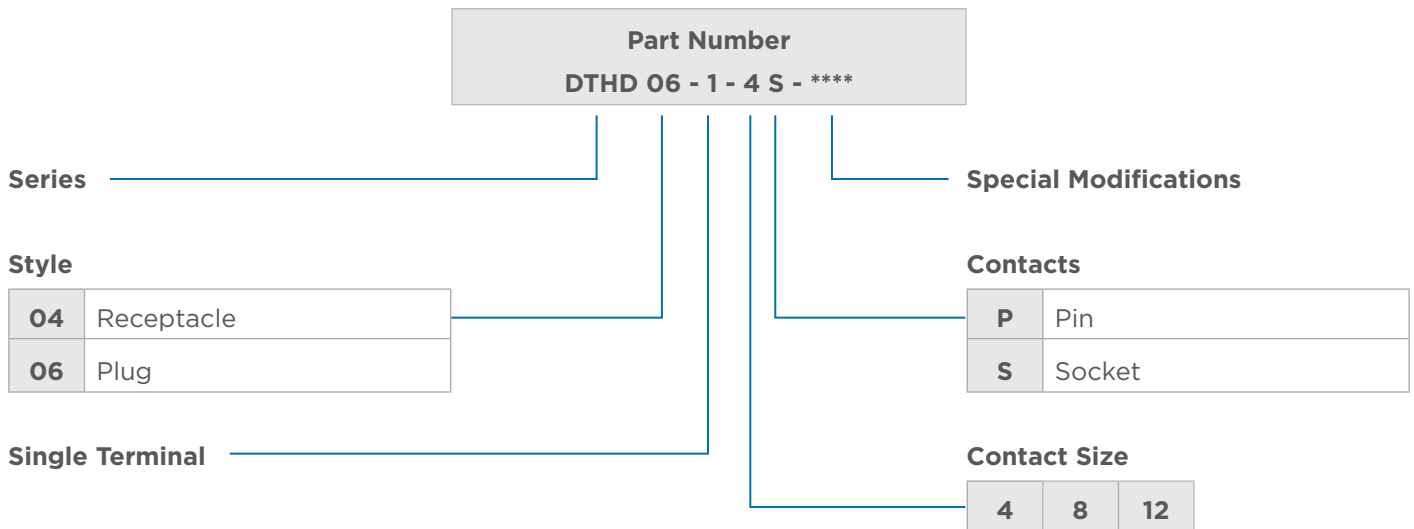 Part Number
DTHD 06 - 1 - 4 S - ****
Series
Special Modifications
Style
04 Receptacle
06 Plug
Contacts
P Pin
S Socket
Single Terminal
Contact Size
4 8 12